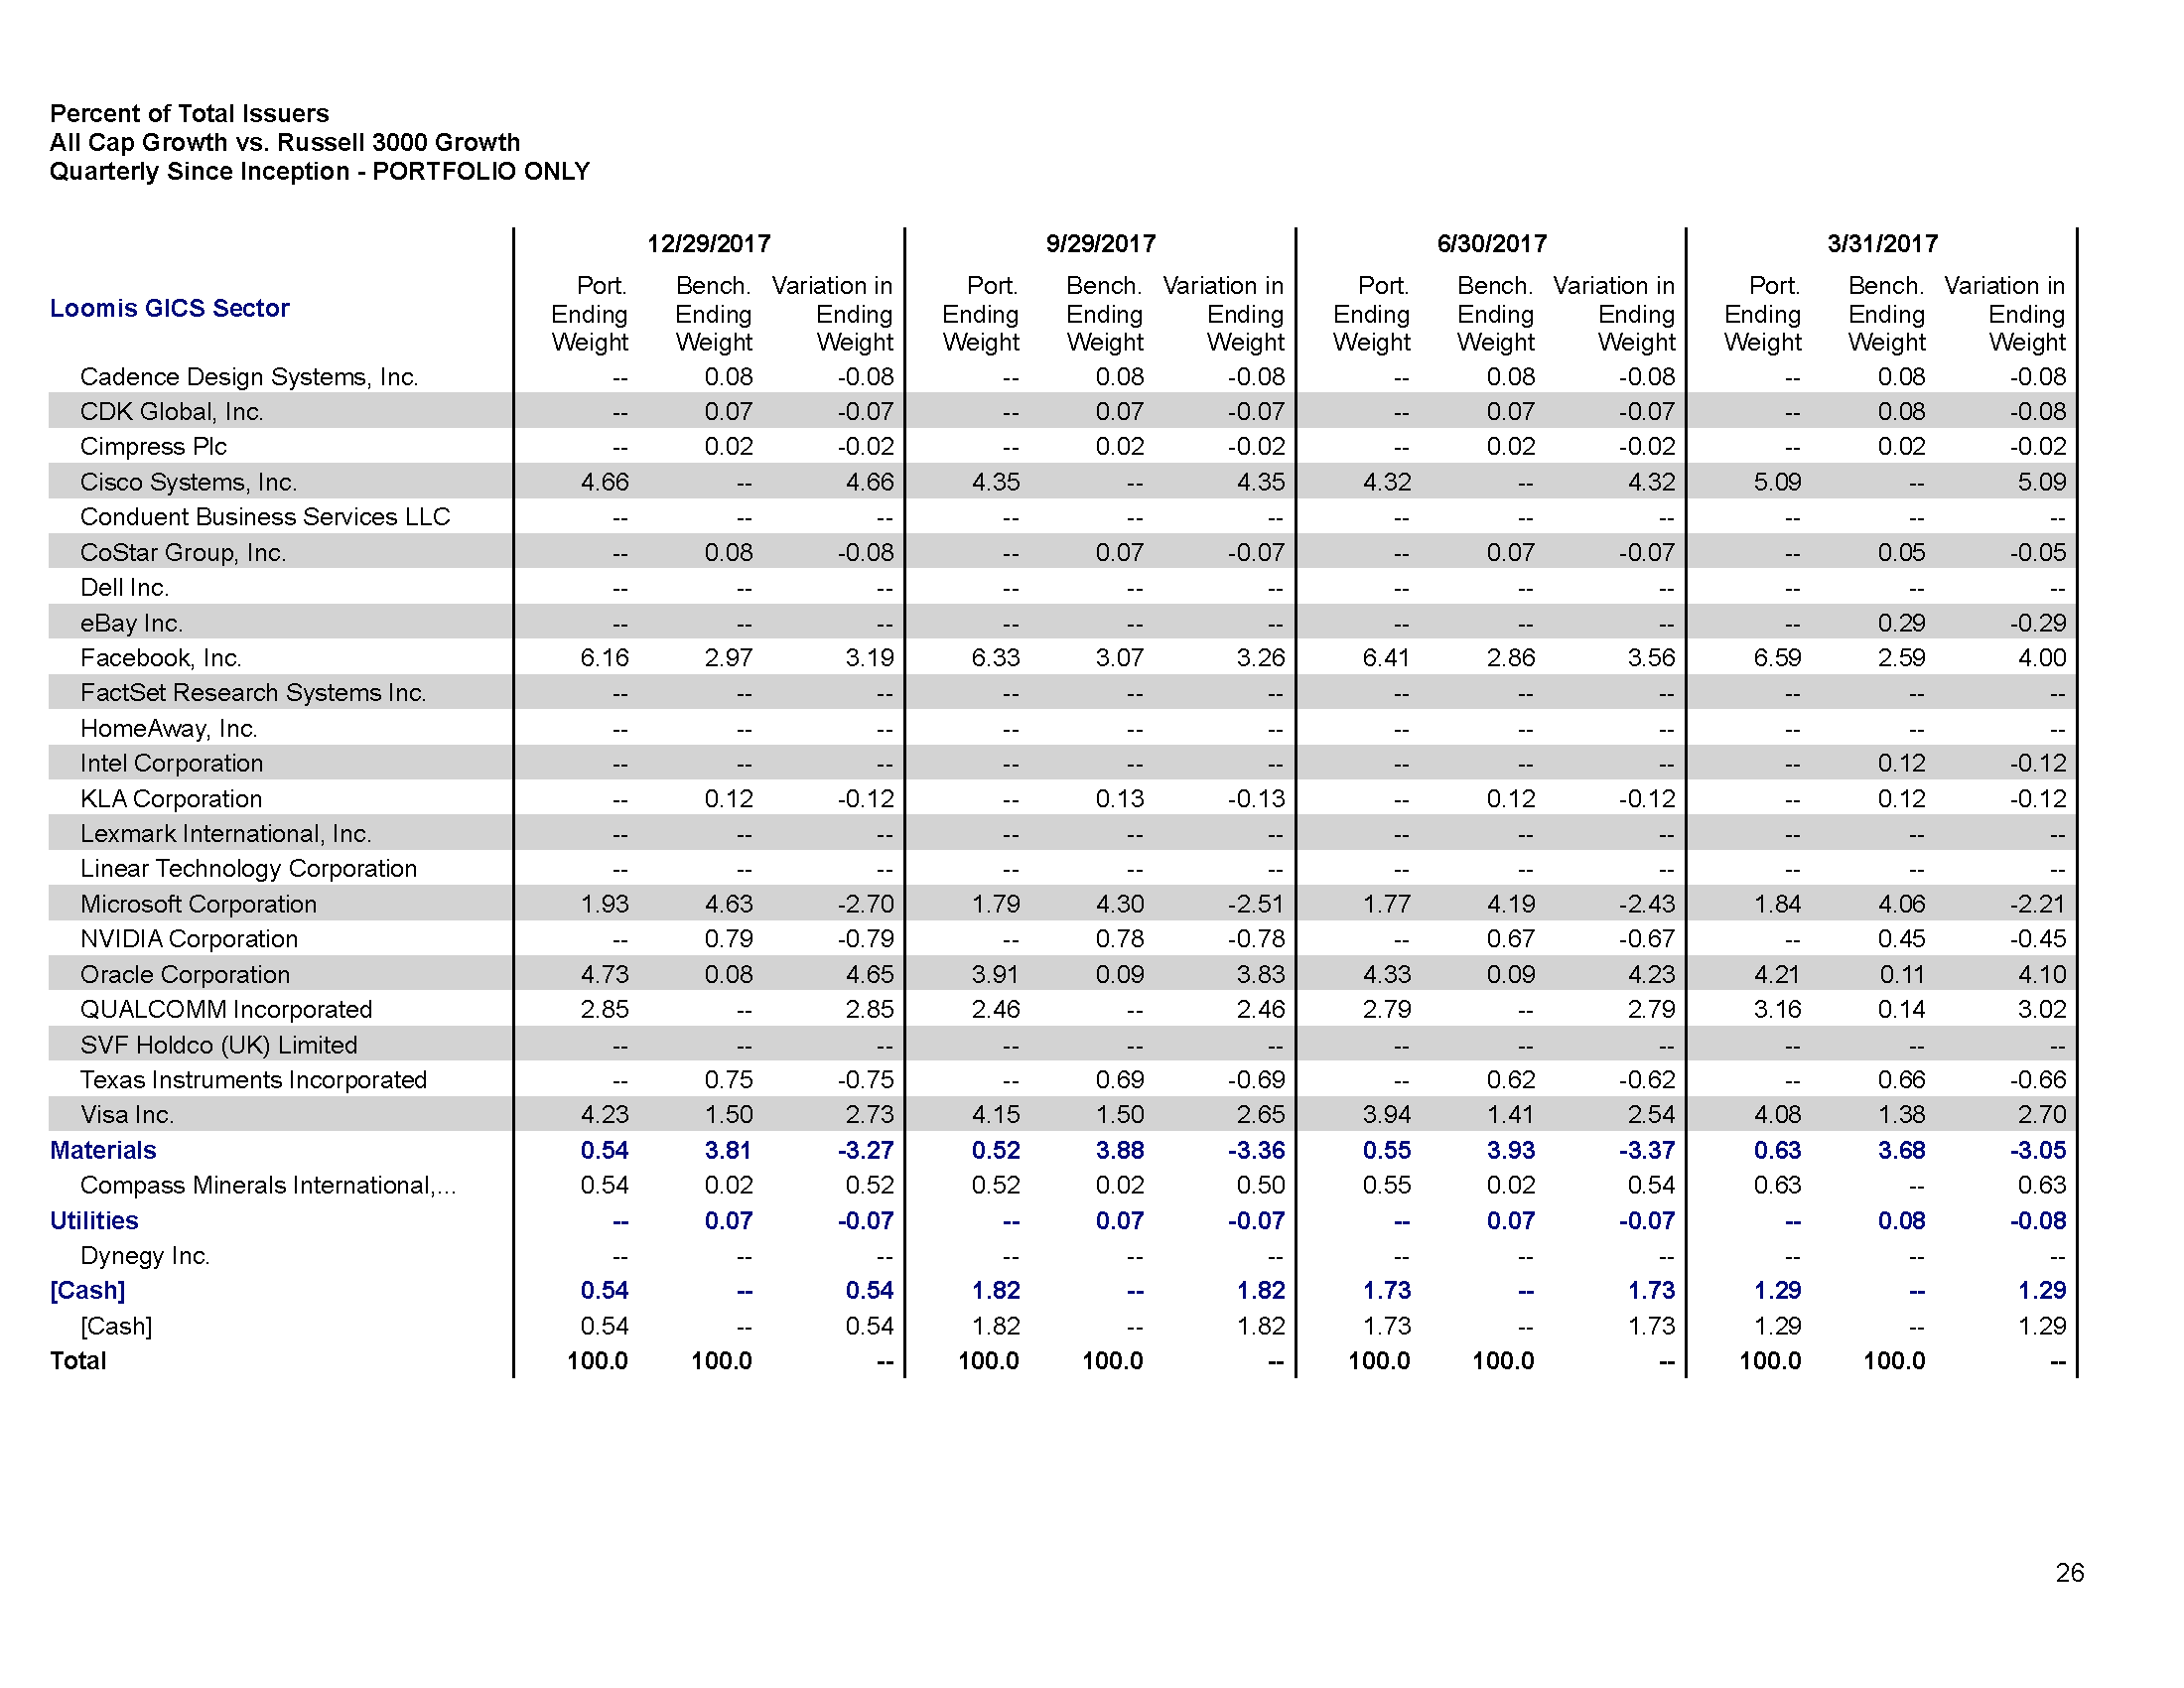 Percent of Total Issuers
All Cap Growth vs. Russell 3000 Growth
Quarterly Since Inception - PORTFOLIO ONLY
12/29/2017 9/29/2017 6/30/2017 3/31/2017
Loomis GICS Sector
Port. Bench. Variation in Port. Bench. Variation in Port. Bench. Variation in Port. Bench. Variation in
Ending Ending Ending Ending Ending Ending Ending Ending Ending Ending Ending Ending
Weight Weight Weight Weight Weight Weight Weight Weight Weight Weight Weight Weight
Cadence Design Systems, Inc. -- 0.08 -0.08 -- 0.08 -0.08 -- 0.08 -0.08 -- 0.08 -0.08
CDK Global, Inc. -- 0.07 -0.07 -- 0.07 -0.07 -- 0.07 -0.07 -- 0.08 -0.08
Cimpress Plc -- 0.02 -0.02 -- 0.02 -0.02 -- 0.02 -0.02 -- 0.02 -0.02
Cisco Systems, Inc. 4.66 -- 4.66 4.35 -- 4.35 4.32 -- 4.32 5.09 -- 5.09
Conduent Business Services LLC -- -- -- -- -- -- -- -- -- -- -- --
CoStar Group, Inc. -- 0.08 -0.08 -- 0.07 -0.07 -- 0.07 -0.07 -- 0.05 -0.05
Dell Inc. -- -- -- -- -- -- -- -- -- -- -- --
eBay Inc. -- -- -- -- -- -- -- -- -- -- 0.29 -0.29
Facebook, Inc. 6.16 2.97 3.19 6.33 3.07 3.26 6.41 2.86 3.56 6.59 2.59 4.00
FactSet Research Systems Inc. -- -- -- -- -- -- -- -- -- -- -- --
HomeAway, Inc. -- -- -- -- -- -- -- -- -- -- -- --
Intel Corporation -- -- -- -- -- -- -- -- -- -- 0.12 -0.12
KLA Corporation -- 0.12 -0.12 -- 0.13 -0.13 -- 0.12 -0.12 -- 0.12 -0.12
Lexmark International, Inc. -- -- -- -- -- -- -- -- -- -- -- --
Linear Technology Corporation -- -- -- -- -- -- -- -- -- -- -- --
Microsoft Corporation 1.93 4.63 -2.70 1.79 4.30 -2.51 1.77 4.19 -2.43 1.84 4.06 -2.21
NVIDIA Corporation -- 0.79 -0.79 -- 0.78 -0.78 -- 0.67 -0.67 -- 0.45 -0.45
Oracle Corporation 4.73 0.08 4.65 3.91 0.09 3.83 4.33 0.09 4.23 4.21 0.11 4.10
QUALCOMM Incorporated 2.85 -- 2.85 2.46 -- 2.46 2.79 -- 2.79 3.16 0.14 3.02
SVF Holdco (UK) Limited -- -- -- -- -- -- -- -- -- -- -- --
Texas Instruments Incorporated -- 0.75 -0.75 -- 0.69 -0.69 -- 0.62 -0.62 -- 0.66 -0.66
Visa Inc. 4.23 1.50 2.73 4.15 1.50 2.65 3.94 1.41 2.54 4.08 1.38 2.70
Materials 0.54 3.81 -3.27 0.52 3.88 -3.36 0.55 3.93 -3.37 0.63 3.68 -3.05
Compass Minerals International,... 0.54 0.02 0.52 0.52 0.02 0.50 0.55 0.02 0.54 0.63 -- 0.63
Utilities -- 0.07 -0.07 -- 0.07 -0.07 -- 0.07 -0.07 -- 0.08 -0.08
Dynegy Inc. -- -- -- -- -- -- -- -- -- -- -- --
[Cash] 0.54 -- 0.54 1.82 -- 1.82 1.73 -- 1.73 1.29 -- 1.29
[Cash] 0.54 -- 0.54 1.82 -- 1.82 1.73 -- 1.73 1.29 -- 1.29
Total 100.0 100.0 -- 100.0 100.0 -- 100.0 100.0 -- 100.0 100.0 --
26